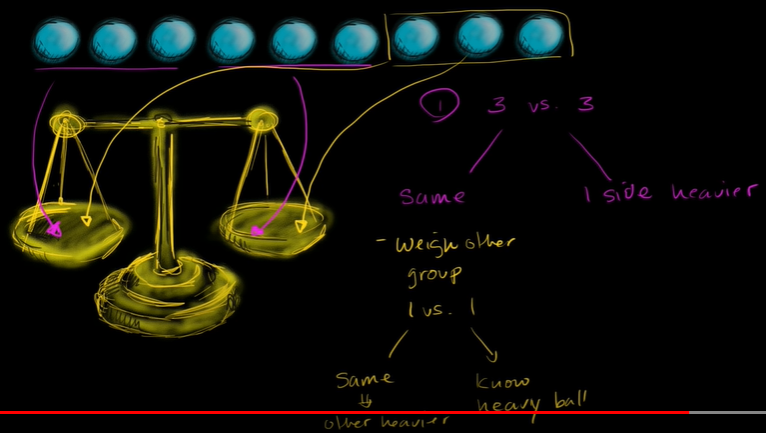 1 3 vs. 3
Same 1 side heavier
- Weigh other
group
1 vs. 1
Same Know
heavy ball
other heavier